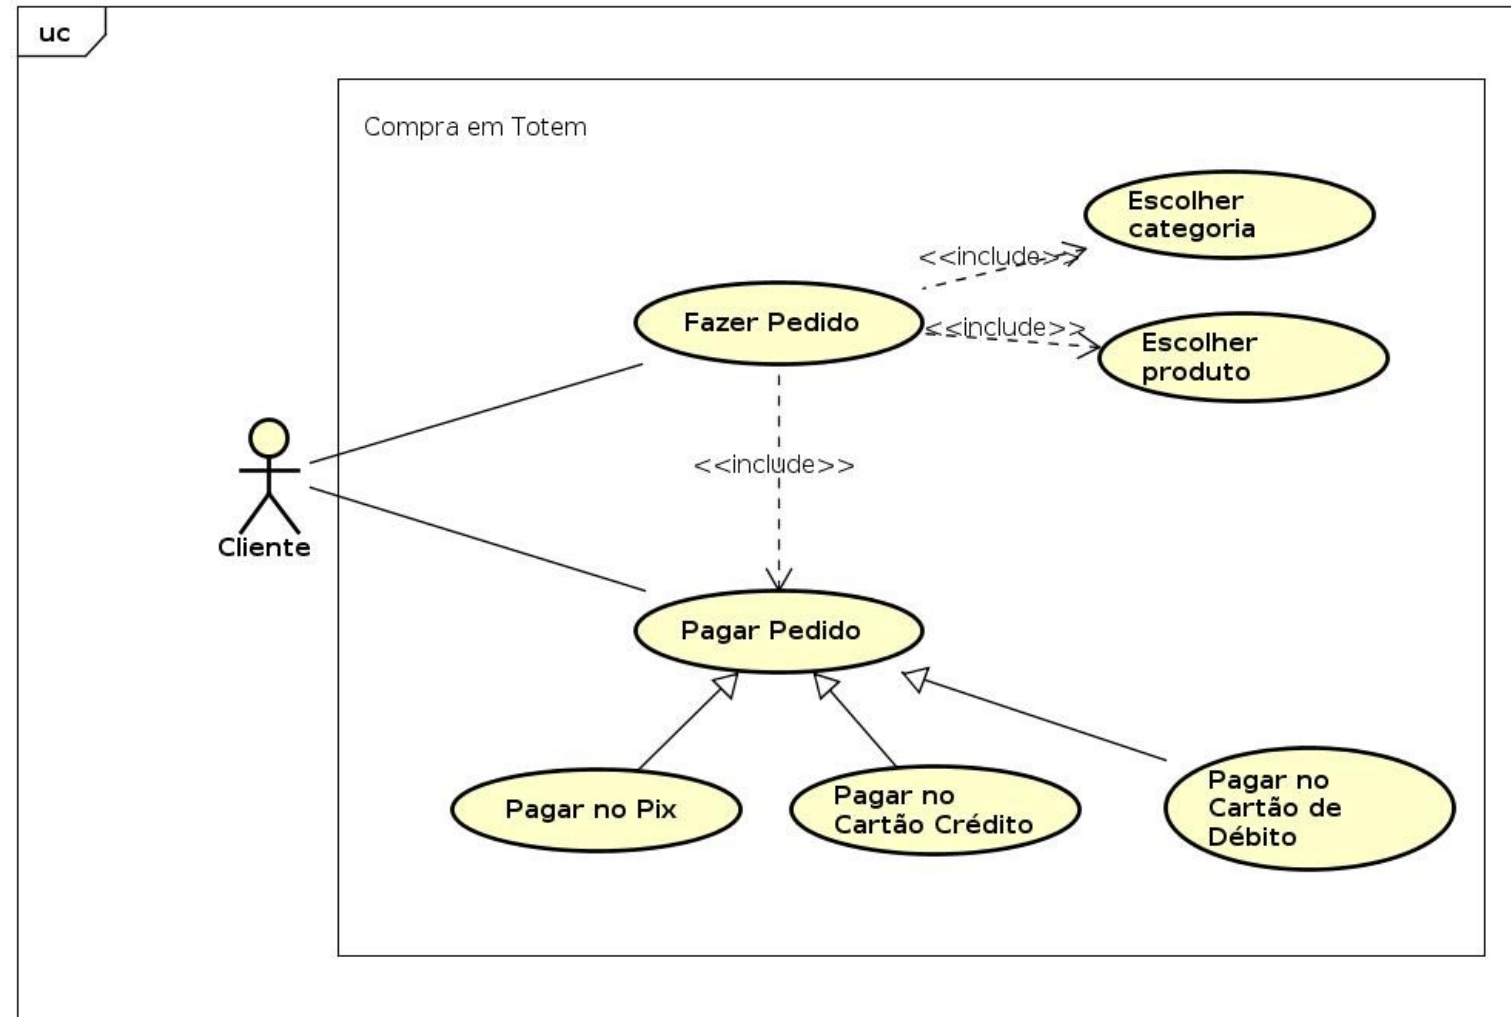 uc
Compra em Totem
Escolher
categoria
<<include>>
Fazer Pedido
<<include>>
Escolher
produto
<<include>>
Cliente
Pagar Pedido
Pagar no Pix
Pagar no
Cartão Crédito
Pagar no
Cartão de
Débito